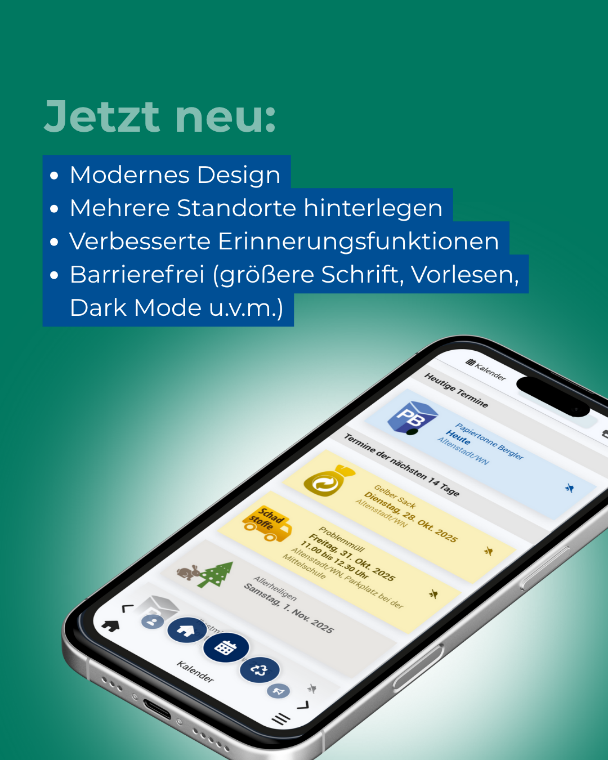 Jetzt neu:
• Modernes Design
• Mehrere Standorte hinterlegen
• Verbesserte Erinnerungsfunktionen
• Barrierefrei (größere Schrift, Vorlesen,
Dark Mode u.v.m.)
Kalender
Heutige Termine
PB
Papiertonne Bergler
Heute
Altenstadt/WN
Termine der nächsten 14 Tage
Gelber Sack
Dienstag, 28. Okt. 2025
Altenstadt/WN
Schad
stoffe
Problemmüll
Freitag, 31. Okt. 2025
11.00 bis 12.30 Uhr
Altenstadt/WN, Parkplatz bei der
Mittelschule
Allerheiligen
Samstag, 1. Nov. 2025
Kalender